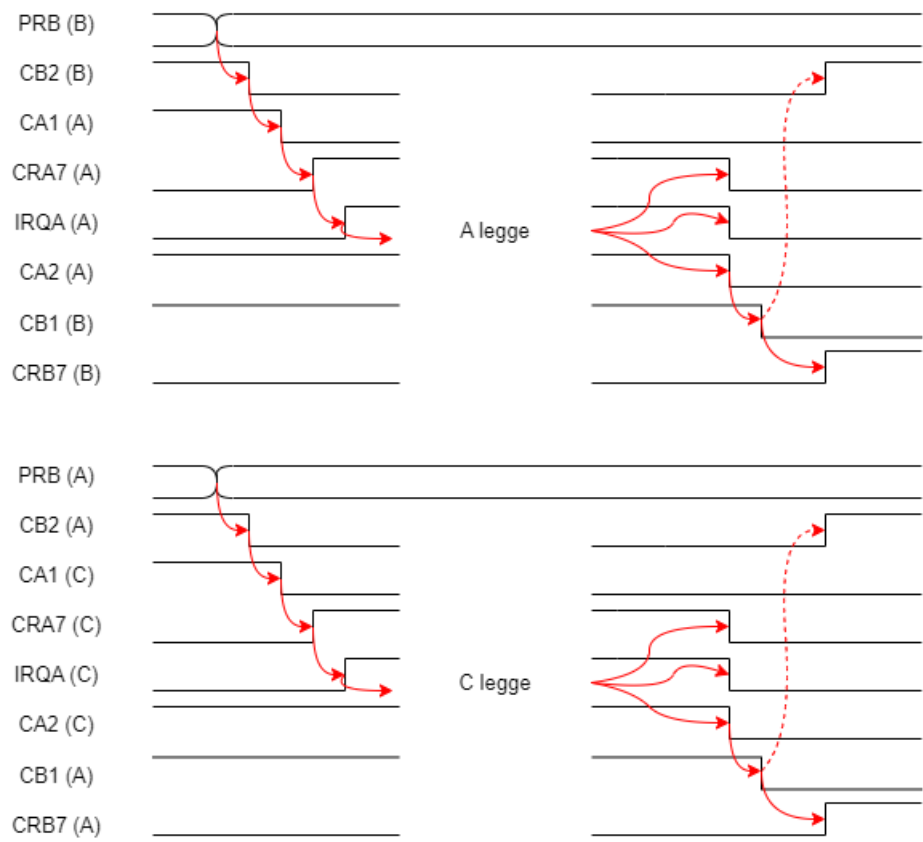 PRB (B)
CB2 (B)
CA1 (A)
CRA7 (A)
IRQA (A)
A legge
CA2 (A)
CB1 (B)
CRB7 (B)
PRB (A)
CB2 (A)
CA1 (C)
CRA7 (C)
IRQA (C)
C legge
CA2 (C)
CB1 (A)
CRB7 (A)